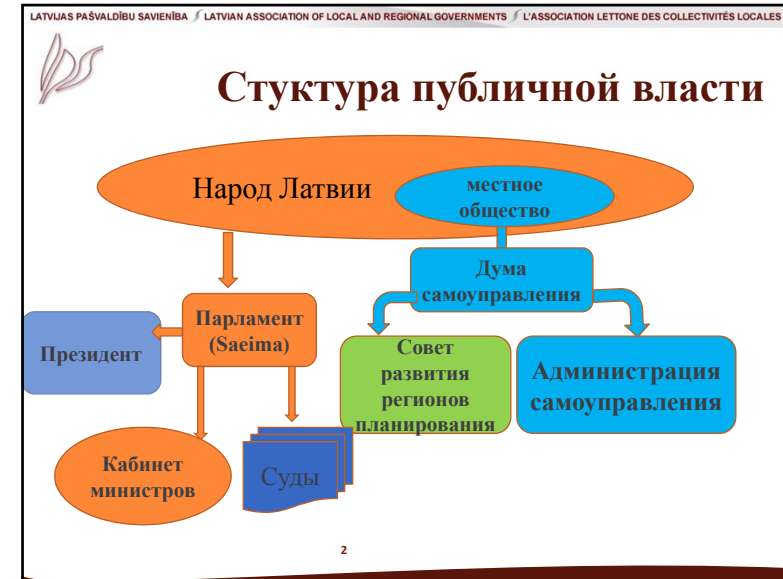 LATVIJAS PAŠVALDĪBU SAVIENĪBA / LATVIAN ASSOCIATION OF LOCAL AND REGIONAL GOVERNMENTS / L'ASSOCIATION LETTONE DES COLLECTIVITÉS LOCALES
Стуктура публичной власти
Народ Латвии
местное
общество
Дума
самоуправления
Парламент
(Saeima)
Президент
Совет
развития
регионов
планирования
Администрация
самоуправления
Кабинет
министров
Суды
2